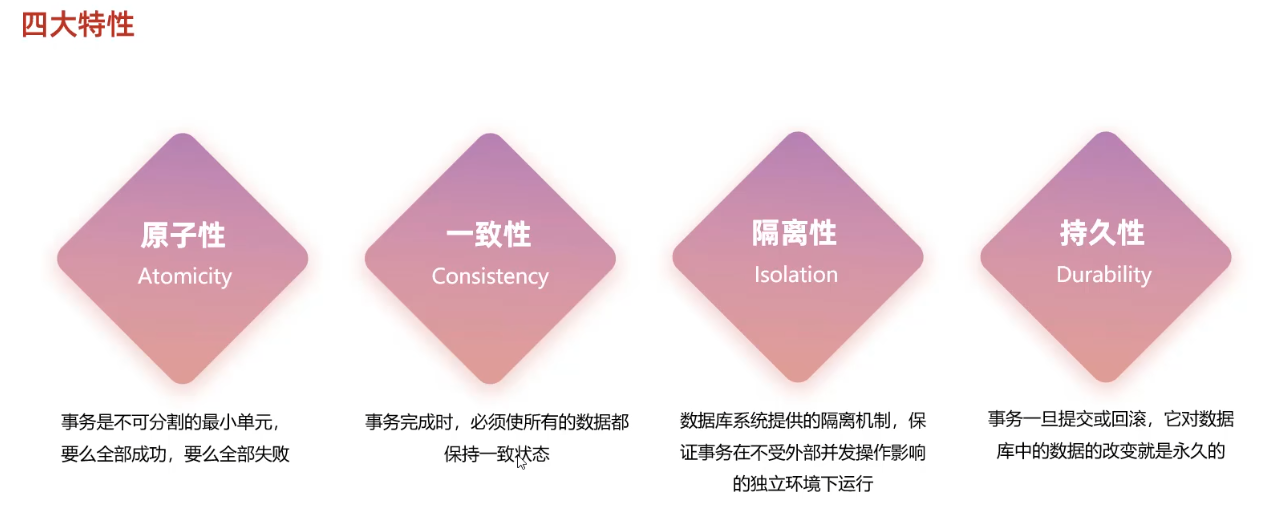 四大特性
原子性
Atomicity
事务是不可分割的最小单元，
要么全部成功，要么全部失败
一致性
Consistency
事务完成时，必须使所有的数据都
保持一致状态
隔离性
Isolation
数据库系统提供的隔离机制，保
证事务在不受外部并发操作影响
的独立环境下运行
持久性
Durability
事务一旦提交或回滚，它对数据
库中的数据的改变就是永久的